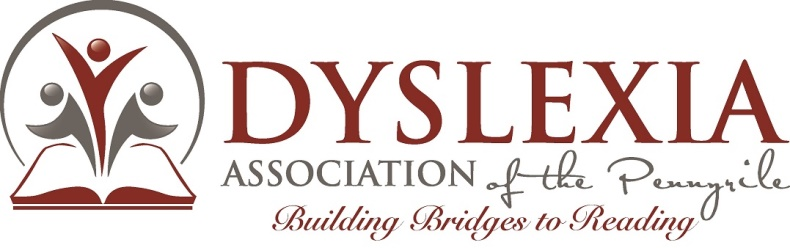 DYSLEXIA
ASSOCIATION of the Pennyrile
Building Bridges to Reading